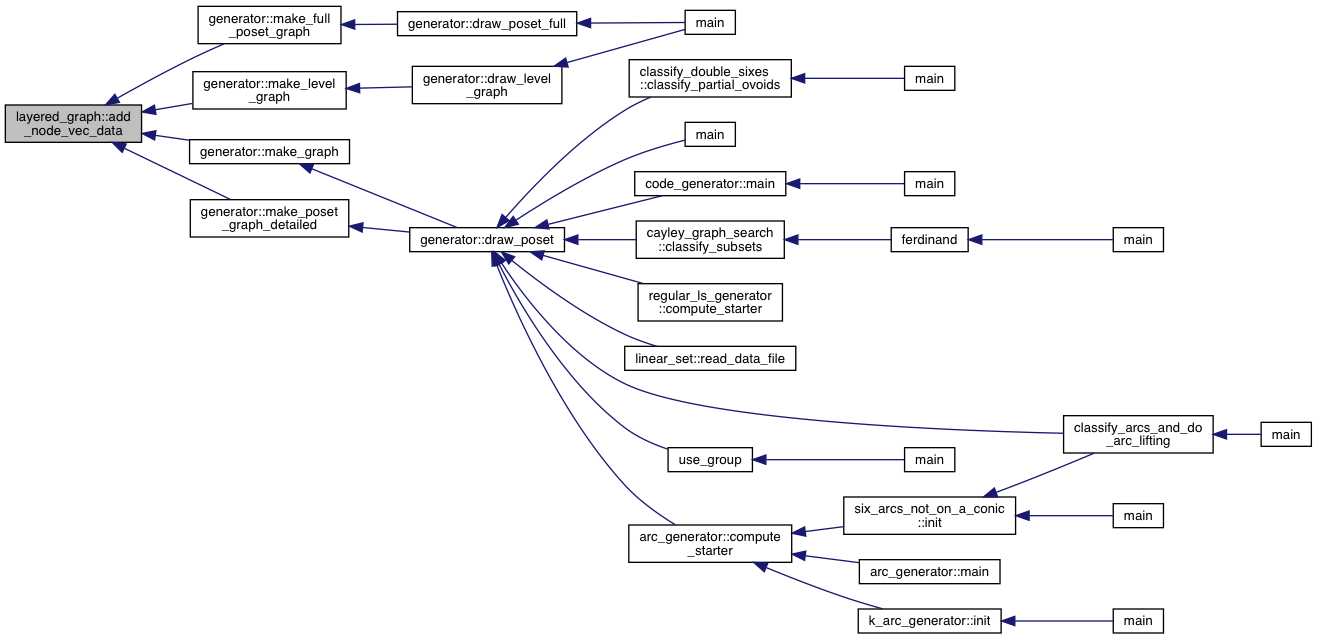 generator::make_full
_poset_graph
generator::draw_poset_full
main
generator::make_level
_graph
generator::draw_level
_graph
classify_double_sixes
::classify_partial_ovoids
main
layered_graph::add
_node_vec_data
main
generator::make_graph
code_generator::main
main
generator::make_poset
_graph_detailed
generator::draw_poset
cayley_graph_search
::classify_subsets
ferdinand
main
regular_ls_generator
::compute_starter
linear_set::read_data_file
classify_arcs_and_do
_arc_lifting
main
use_group
main
six_arcs_not_on_a_conic
::init
main
arc_generator::compute
_starter
arc_generator::main
k_arc_generator::init
main